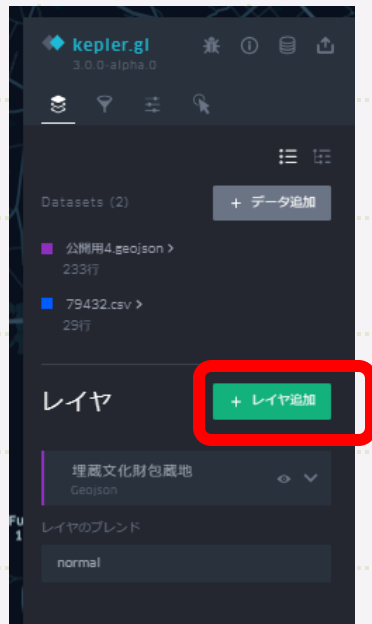 kepler.gl
3.0.0-alpha.0
Datasets (2)
+ データ追加
公開用4.geojson >
233行
79432.csv >
29行
レイヤ
+ レイヤ追加
埋蔵文化財包蔵地
Geojson
Fu
1
レイヤのブレンド
normal